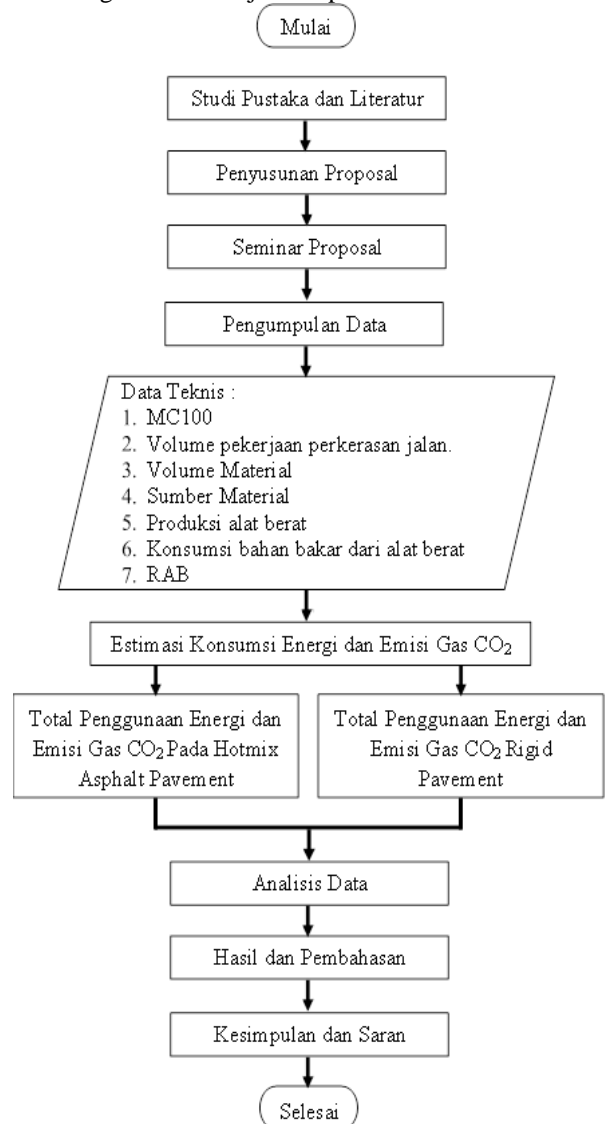 Mulai
Studi Pustaka dan Literatur
Penyusunan Proposal
Seminar Proposal
Pengumpulan Data
Data Teknis :
1. MC100
2. Volume pekerjaan perkerasan jalan.
3. Volume Material
4. Sumber Material
5. Produksi alat berat
6. Konsumsi bahan bakar dari alat berat
7. RAB
Estimasi Konsumsi Energi dan Emisi Gas CO₂
Total Penggunaan Energi dan
Emisi Gas CO₂ Pada Hotmix
Asphalt Pavement
Total Penggunaan Energi dan
Emisi Gas CO₂ Rigid
Pavement
Analisis Data
Hasil dan Pembahasan
Kesimpulan dan Saran
Selesai